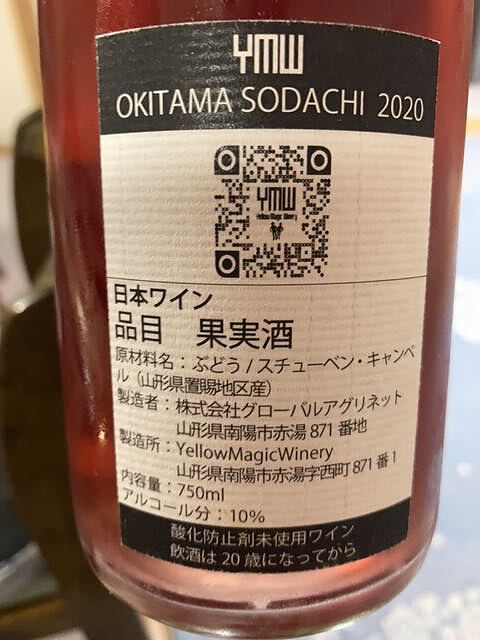 YMW
OKITAMA SODACHI 2020
YMW
Yellow Magic Winery
日本ワイン
品目 果実酒
原材料名：ぶどう / スチューベン・キャンベ
ル（山形県置賜地区産）
製造者：株式会社グローバルアグリネット
山形県南陽市赤湯 871 番地
製造所：YellowMagicWinery
山形県南陽市赤湯字西町 871 番 1
内容量：750ml
アルコール分：10%
酸化防止剤未使用ワイン
飲酒は 20 歳になってから